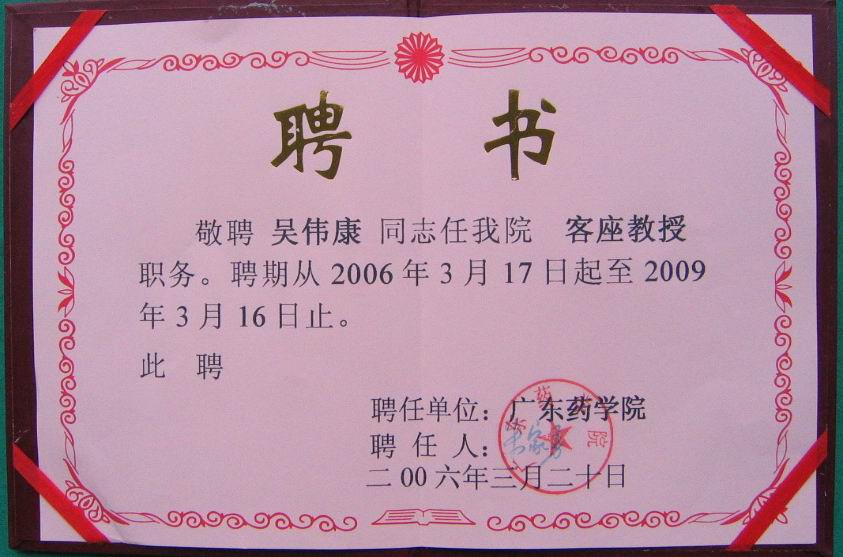 聘 书
敬聘 吴伟康 同志任我院 客座教授
职务。聘期从 2006 年 3 月 17 日起至 2009
年 3 月 16 日止。
此 聘
聘任单位：广东药学院
聘 任 人：
二 00 六年三月二十日